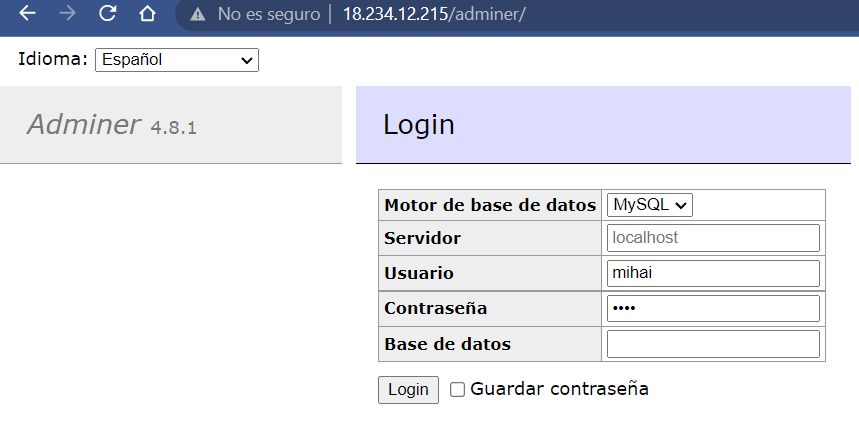 No es seguro | 18.234.12.215/adminer/
Idioma: Español
Adminer 4.8.1
Login
Motor de base de datos MySQL
Servidor localhost
Usuario mihai
Contraseña ••••
Base de datos
Login Guardar contraseña